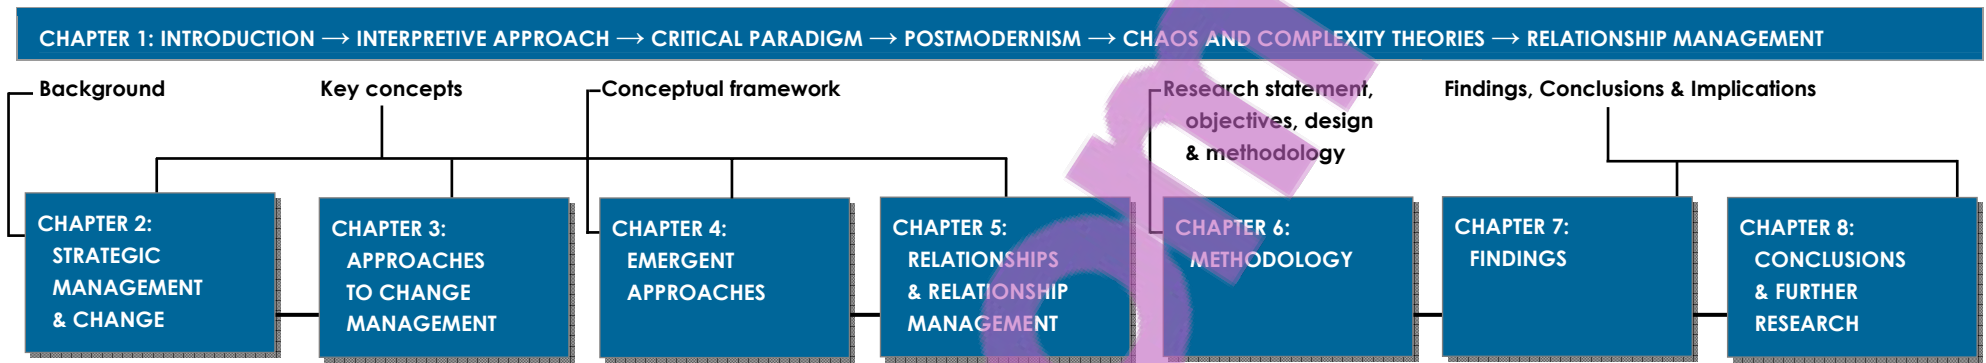 CHAPTER 1: INTRODUCTION → INTERPRETIVE APPROACH → CRITICAL PARADIGM → POSTMODERNISM → CHAOS AND COMPLEXITY THEORIES → RELATIONSHIP MANAGEMENT
Background
Key concepts
Conceptual framework
Research statement,
objectives, design
& methodology
Findings, Conclusions & Implications
CHAPTER 2:
STRATEGIC
MANAGEMENT
& CHANGE
CHAPTER 3:
APPROACHES
TO CHANGE
MANAGEMENT
CHAPTER 4:
EMERGENT
APPROACHES
CHAPTER 5:
RELATIONSHIPS
& RELATIONSHIP
MANAGEMENT
CHAPTER 6:
METHODOLOGY
CHAPTER 7:
FINDINGS
CHAPTER 8:
CONCLUSIONS
& FURTHER
RESEARCH
om